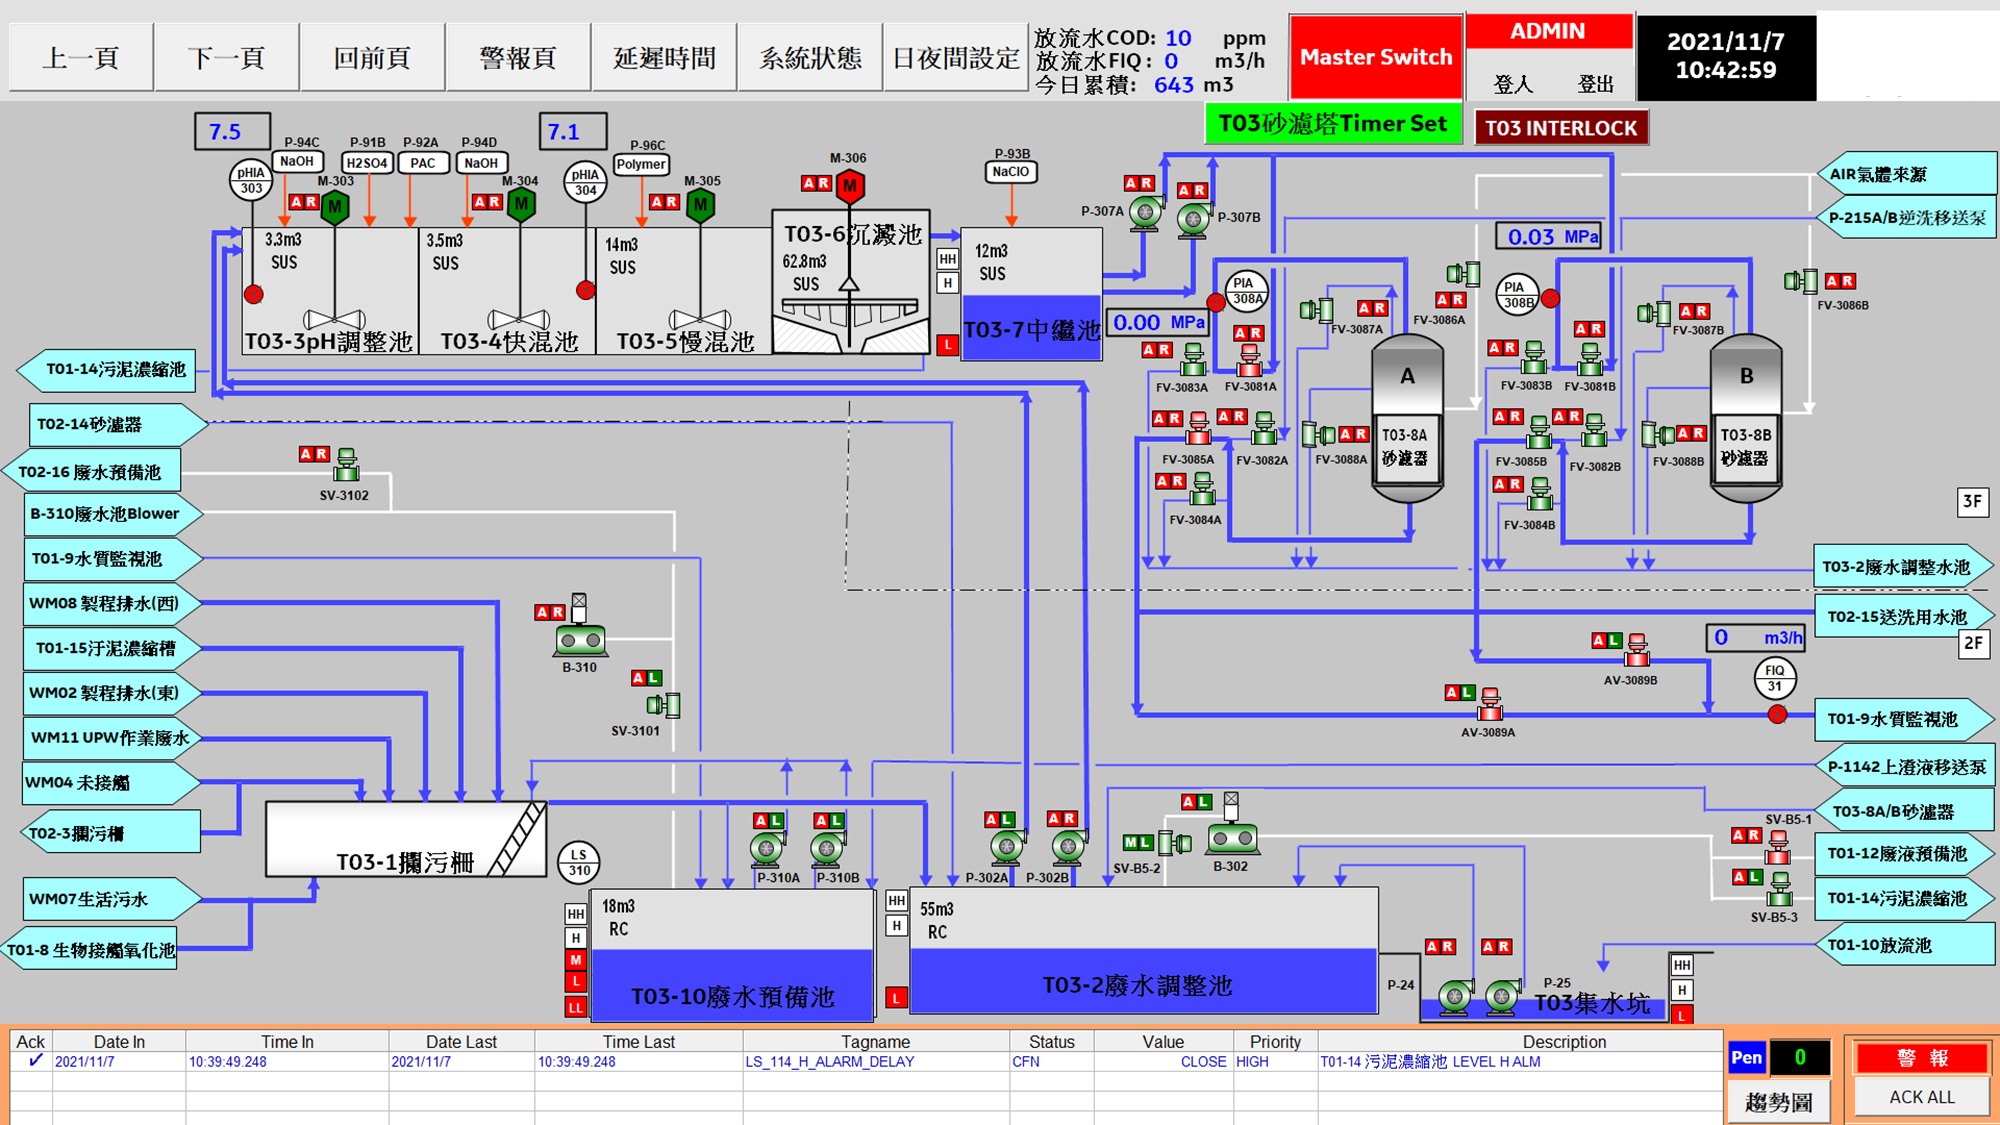 上一頁
下一頁
回前頁
警報頁
延遲時間
系統狀態
日夜間設定
放流水COD: 10 ppm
放流水FIQ: 0 m3/h
今日累積: 643 m3
Master Switch
ADMIN
登入 登出
2021/11/7
10:42:59
T03砂濾塔Timer Set
T03 INTERLOCK
7.5
pHIA
303
P-94C
NaOH
P-91B
H2SO4
P-92A
PAC
P-94D
NaOH
7.1
pHIA
304
P-96C
Polymer
M-303
A R
M
M-304
A R
M
M-305
A R
M
M-306
A R
M
P-93B
NaClO
3.3m3
SUS
T03-3pH調整池
3.5m3
SUS
T03-4快混池
14m3
SUS
T03-5慢混池
T03-6沉澱池
62.8m3
SUS
HH
H
L
12m3
SUS
T03-7中繼池
A R
P-307A
A R
P-307B
0.00 MPa
PIA
308A
0.03 MPa
PIA
308B
A R
FV-3087A
A R
FV-3086A
A R
FV-3087B
A R
FV-3086B
A R
FV-3083A
A R
FV-3081A
A R
FV-3083B
A R
FV-3081B
A R
FV-3085A
A R
FV-3082A
A R
FV-3088A
A R
FV-3085B
A R
FV-3082B
A R
FV-3088B
A R
FV-3084A
A R
FV-3084B
A
T03-8A
砂濾器
B
T03-8B
砂濾器
AIR氣體來源
P-215A/B逆洗移送泵
3F
T03-2廢水調整水池
T02-15送洗用水池
2F
0 m3/h
FIQ
31
A L
AV-3089B
A L
AV-3089A
T01-9水質監視池
P-1142上澄液移送泵
T03-8A/B砂濾器
T01-12廢液預備池
T01-14污泥濃縮池
T01-10放流池
T01-14污泥濃縮池
T02-14砂濾器
T02-16 廢水預備池
B-310廢水池Blower
T01-9水質監視池
WM08 製程排水(西)
T01-15汙泥濃縮槽
WM02 製程排水(東)
WM11 UPW作業廢水
WM04 未接觸
T02-3攔污柵
WM07生活污水
T01-8 生物接觸氧化池
A R
SV-3102
A R
B-310
A L
SV-3101
T03-1攔污柵
LS
310
A L
P-310A
A L
P-310B
A L
P-302A
A R
P-302B
A L
B-302
M L
SV-B5-2
SV-B5-1
A R
A L
SV-B5-3
HH
H
M
L
LL
18m3
RC
T03-10廢水預備池
HH
H
L
55m3
RC
T03-2廢水調整池
A R
P-24
A R
P-25
T03集水坑
HH
H
L
Ack Date In Time In Date Last Time Last Tagname Status Value Priority Description
✓ 2021/11/7 10:39:49.248 2021/11/7 10:39:49.248 LS_114_H_ALARM_DELAY CFN CLOSE HIGH T01-14 污泥濃縮池 LEVEL H ALM
Pen 0
趨勢圖
警 報
ACK ALL